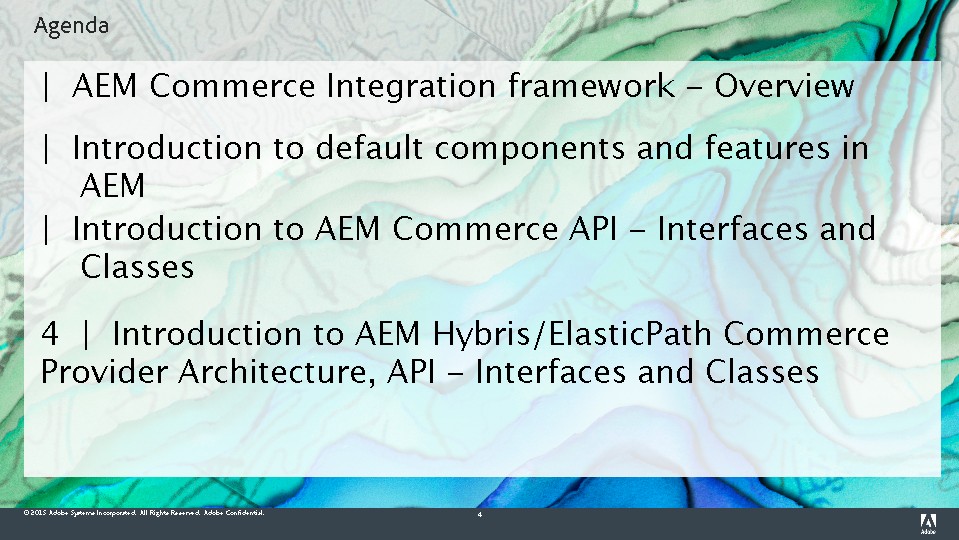 Agenda
| AEM Commerce Integration framework – Overview
| Introduction to default components and features in
AEM
| Introduction to AEM Commerce API – Interfaces and
Classes
4 | Introduction to AEM Hybris/Elastic.Path Commerce
Provider Architecture, API – Interfaces and Classes
© 2015 Adobe Systems Incorporated. All Rights Reserved. Adobe Confidential.
4
Adobe